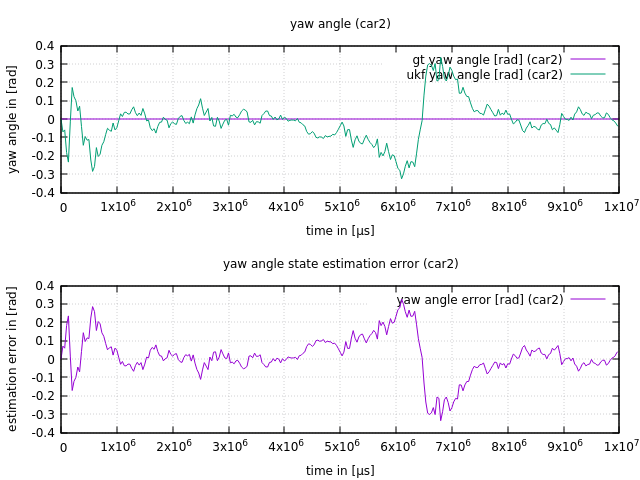 yaw angle (car2)
0.4
gt yaw angle [rad] (car2)
0.3
ukf yaw angle [rad] (car2)
0.2
0.1
0
-0.1
-0.2
-0.3
-0.4
yaw angle in [rad]
0 1x10⁶ 2x10⁶ 3x10⁶ 4x10⁶ 5x10⁶ 6x10⁶ 7x10⁶ 8x10⁶ 9x10⁶ 1x10⁷
time in [µs]
yaw angle state estimation error (car2)
0.4
yaw angle error [rad] (car2)
0.3
0.2
0.1
0
-0.1
-0.2
-0.3
-0.4
estimation error in [rad]
0 1x10⁶ 2x10⁶ 3x10⁶ 4x10⁶ 5x10⁶ 6x10⁶ 7x10⁶ 8x10⁶ 9x10⁶ 1x10⁷
time in [µs]